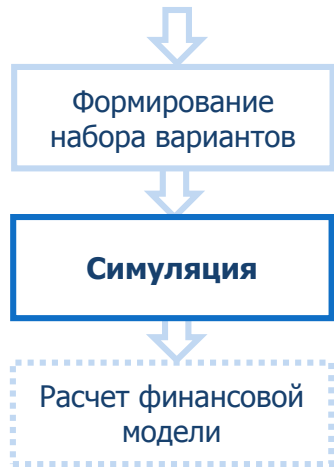 Формирование
набора вариантов
Симуляция
Расчет финансовой
модели